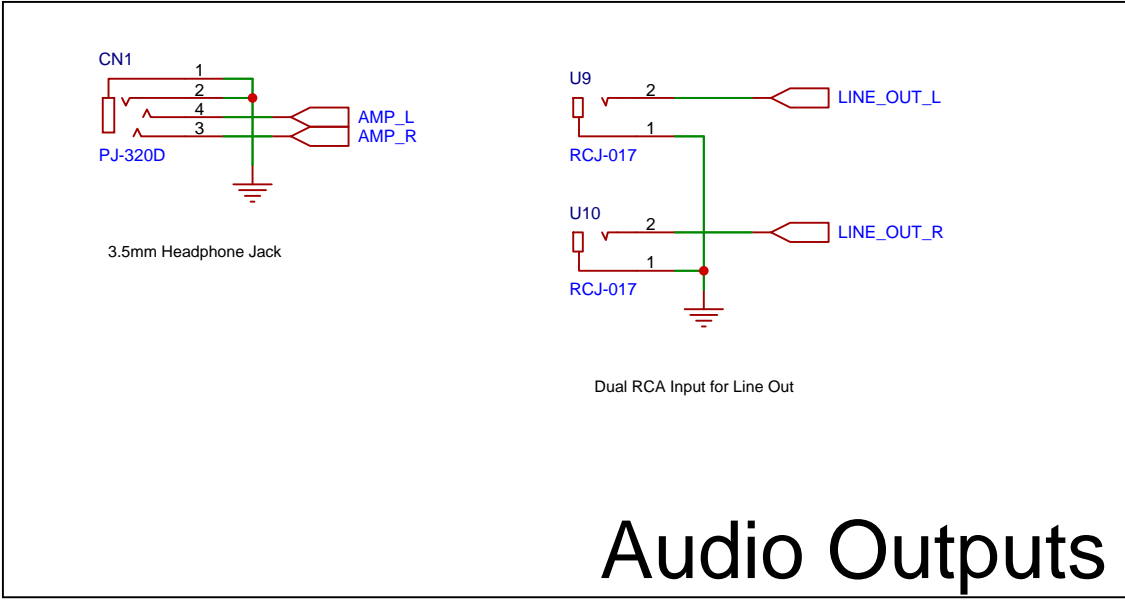 CN1
1
2
4
3
AMP_L
AMP_R
PJ-320D
3.5mm Headphone Jack
U9
2
LINE_OUT_L
1
RCJ-017
U10
2
LINE_OUT_R
1
RCJ-017
Dual RCA Input for Line Out
Audio Outputs